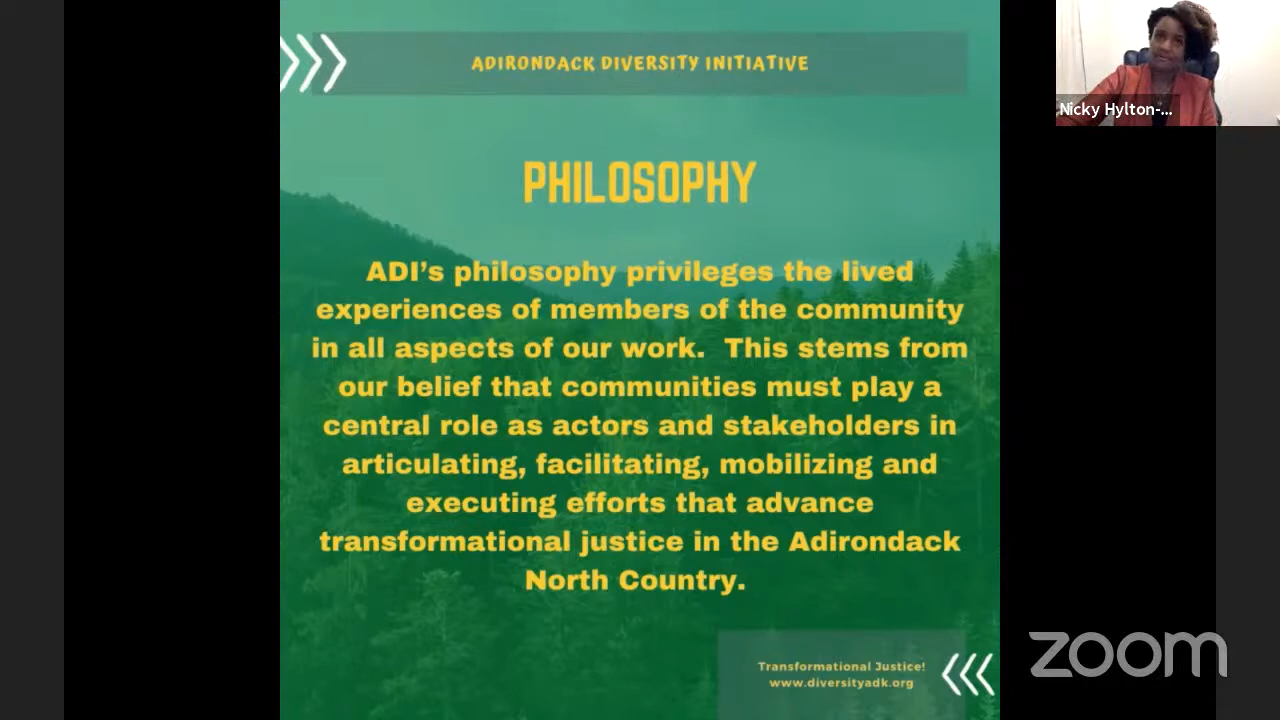 ADIRONDACK DIVERSITY INITIATIVE
Nicky Hylton-...
PHILOSOPHY
ADI’s philosophy privileges the lived
experiences of members of the community
in all aspects of our work.  This stems from
our belief that communities must play a
central role as actors and stakeholders in
articulating, facilitating, mobilizing and
executing efforts that advance
transformational justice in the Adirondack
North Country.
Transformational Justice!
www.diversityadk.org
zoom